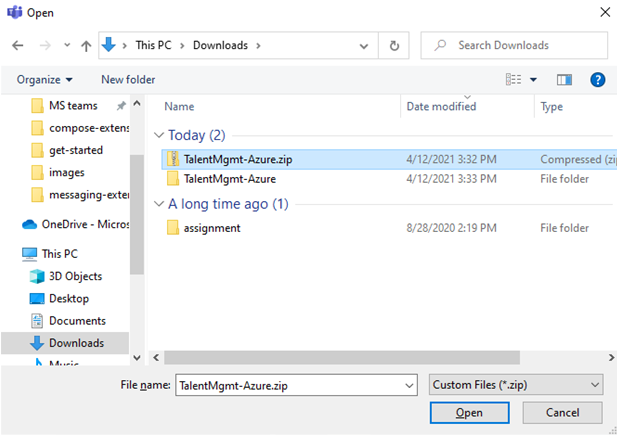 Open
This PC > Downloads >
Search Downloads
Organize
New folder
?
MS teams
compose-exten
get-started
images
messaging-exter
OneDrive - Micros
This PC
3D Objects
Desktop
Documents
Downloads
Music
Name
Date modified
Type
Today (2)
TalentMgmt-Azure.zip 4/12/2021 3:32 PM Compressed (zip
TalentMgmt-Azure 4/12/2021 3:33 PM File folder
A long time ago (1)
assignment 8/28/2020 2:19 PM File folder
File name: TalentMgmt-Azure.zip
Custom Files (*.zip)
Open
Cancel